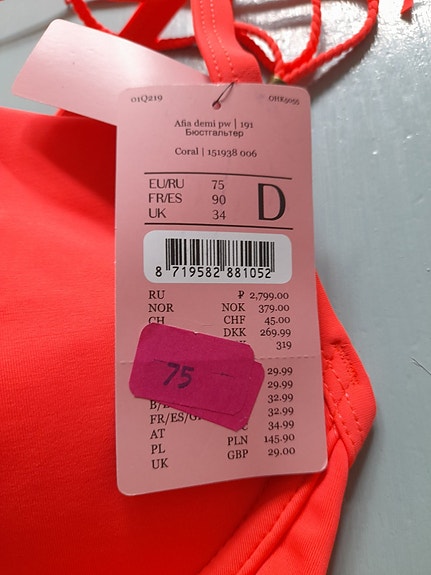 01Q219 OHX5055
Afia demi pw | 191
Бюстгальтер
Coral | 151938 006
EU/RU 75
FR/ES 90 D
UK 34
8 719582 881052
RU ₽ 2,799.00
NOR NOK 379.00
CH CHF 45.00
DKK 269.99
319
75
29.99
29.99
32.99
FR/ES/ 32.99
AT 34.99
PL PLN 145.90
UK GBP 29.00